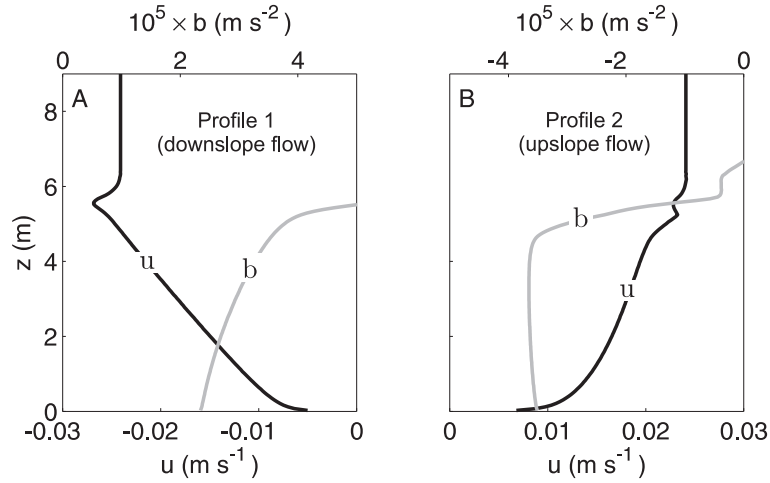 10⁵ × b (m s⁻²)
10⁵ × b (m s⁻²)
0 2 4
-4 -2 0
A
B
Profile 1
(downslope flow)
Profile 2
(upslope flow)
8
6
4
2
0
z (m)
u
b
b
u
-0.03 -0.02 -0.01 0
0 0.01 0.02 0.03
u (m s⁻¹)
u (m s⁻¹)